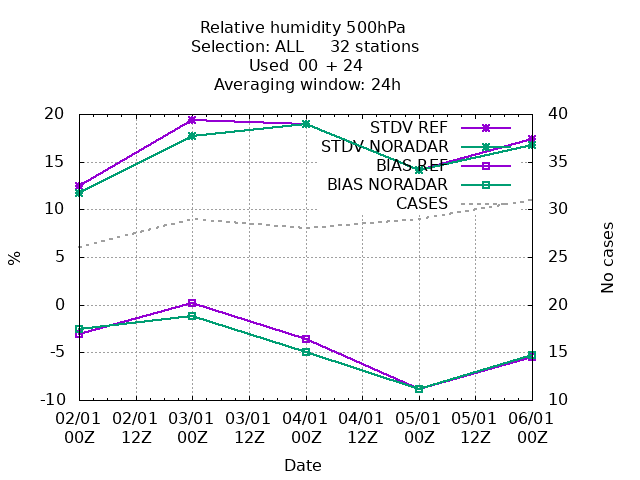 Relative humidity 500hPa
Selection: ALL 32 stations
Used 00 + 24
Averaging window: 24h
20 40
STDV REF
STDV NORADAR
15 35
BIAS REF
BIAS NORADAR
CASES
10 30
5 25
%
No cases
0 20
-5 15
-10 10
02/01 02/01 03/01 03/01 04/01 04/01 05/01 05/01 06/01
00Z 12Z 00Z 12Z 00Z 12Z 00Z 12Z 00Z
Date